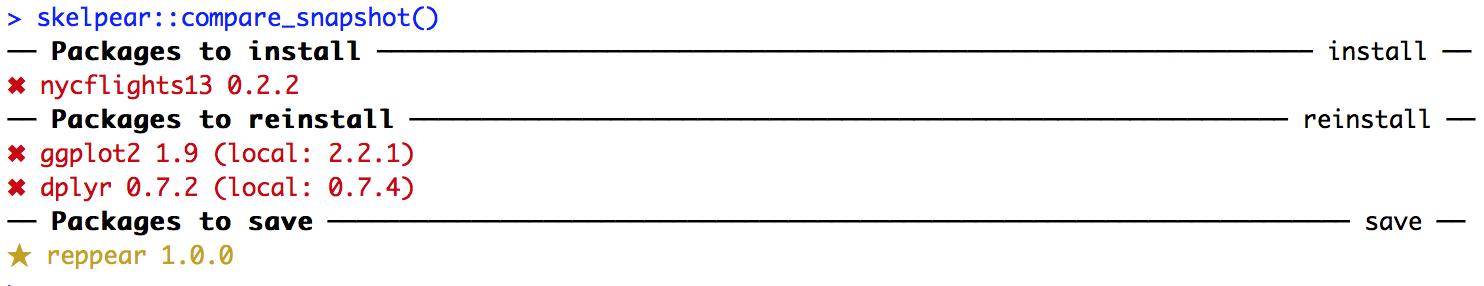 > skelpear::compare_snapshot()
── Packages to install ────────────────────────────── install ──
✖ nycflights13 0.2.2
── Packages to reinstall ────────────────────────────── reinstall ──
✖ ggplot2 1.9 (local: 2.2.1)
✖ dplyr 0.7.2 (local: 0.7.4)
── Packages to save ────────────────────────────── save ──
★ reppear 1.0.0